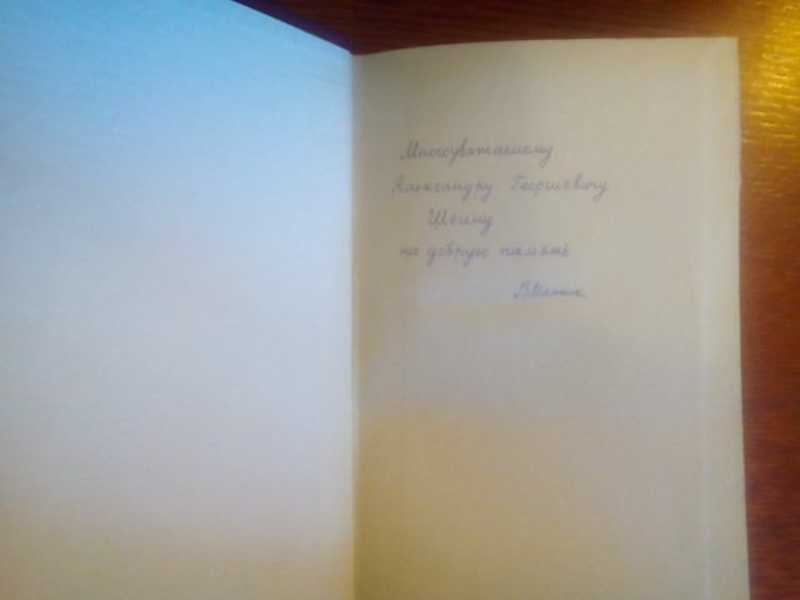 Многоуважаемому
Александру Георгиевичу
Шеину
на добрую память